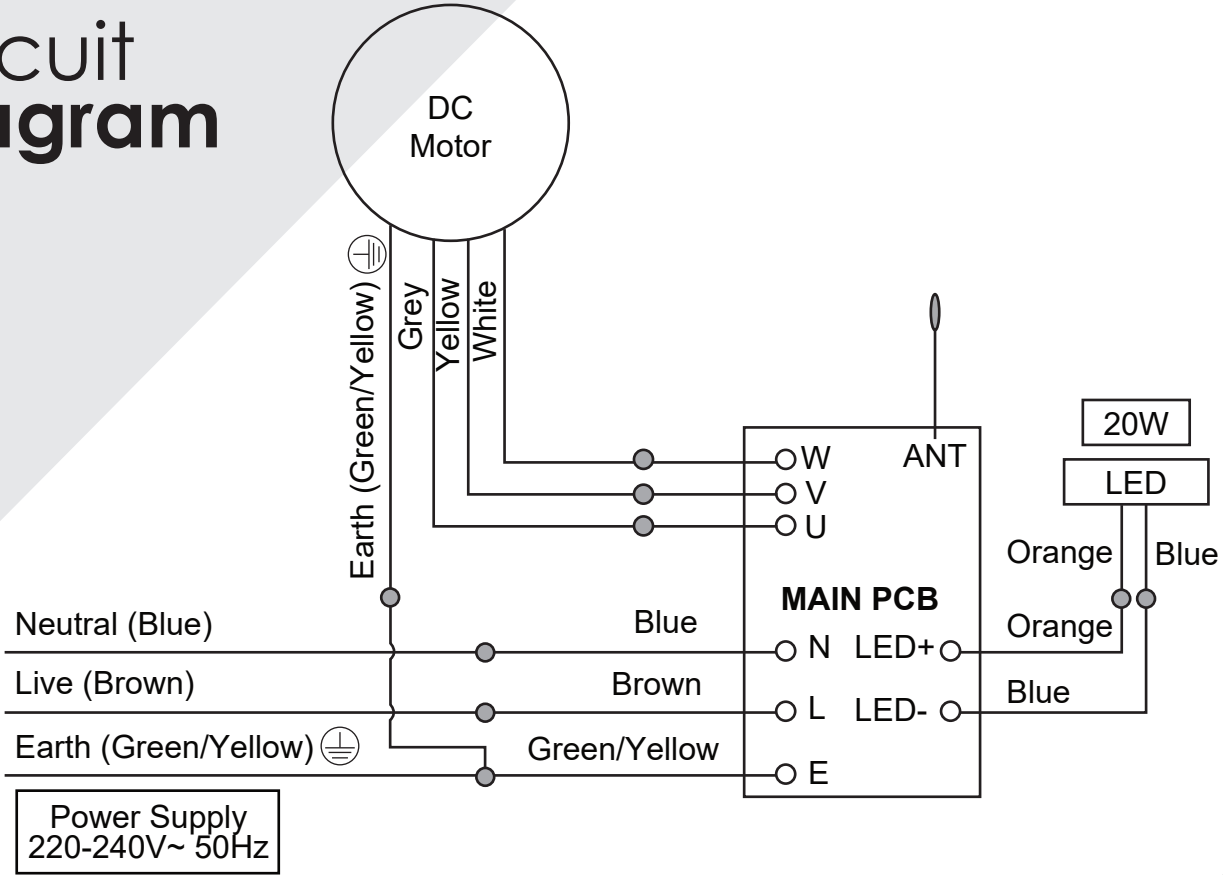 cuit
agram
DC
Motor
Earth (Green/Yellow)
Grey
Yellow
White
W
V
U
ANT
20W
LED
Orange
Blue
MAIN PCB
Neutral (Blue)
Blue
N
LED+
Orange
Live (Brown)
Brown
L
LED-
Blue
Earth (Green/Yellow)
Green/Yellow
E
Power Supply
220-240V~ 50Hz